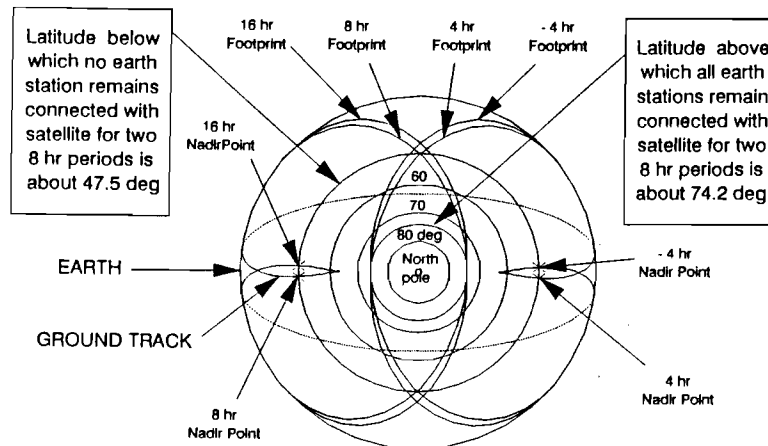 16 hr
Footprint
8 hr
Footprint
4 hr
Footprint
- 4 hr
Footprint
Latitude below
which no earth
station remains
connected with
satellite for two
8 hr periods is
about 47.5 deg
Latitude above
which all earth
stations remain
connected with
satellite for two
8 hr periods is
about 74.2 deg
16 hr
Nadir Point
60
70
80 deg
North
pole
EARTH
GROUND TRACK
- 4 hr
Nadir Point
8 hr
Nadir Point
4 hr
Nadir Point